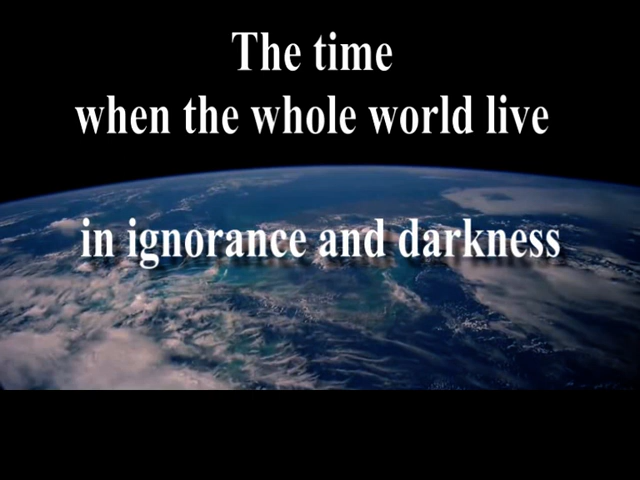 The time
when the whole world live
in ignorance and darkness